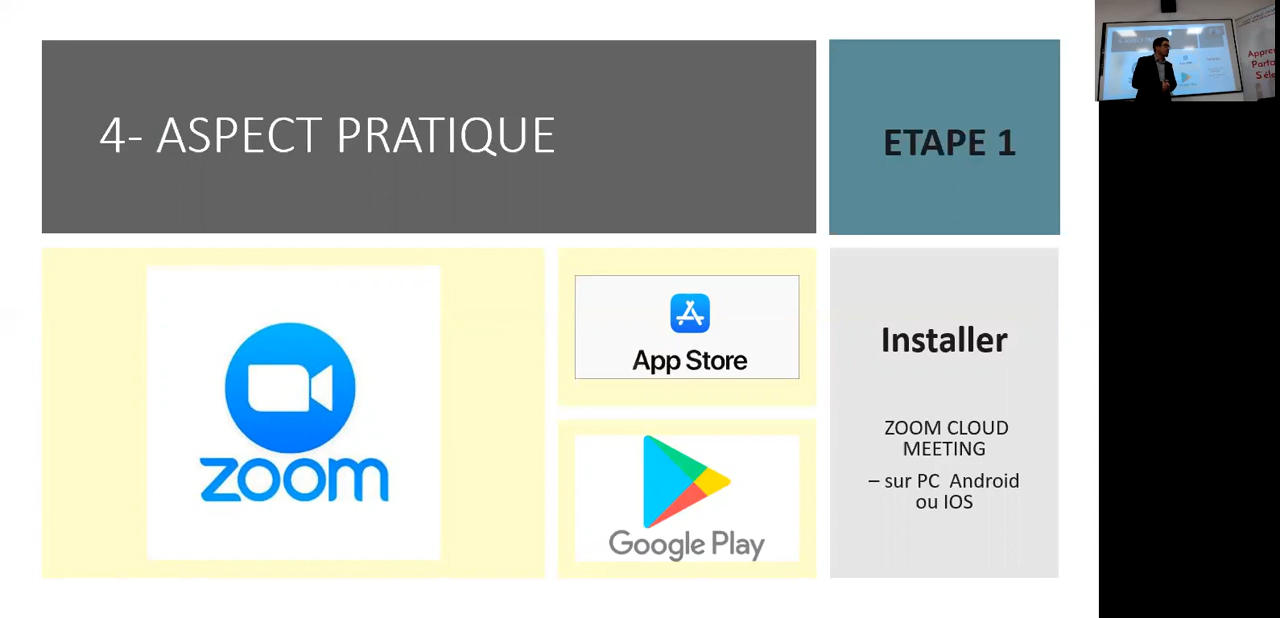 4- ASPECT PRATIQUE
ETAPE 1
zoom
App Store
Google Play
Installer
ZOOM CLOUD
MEETING
– sur PC Android
ou IOS